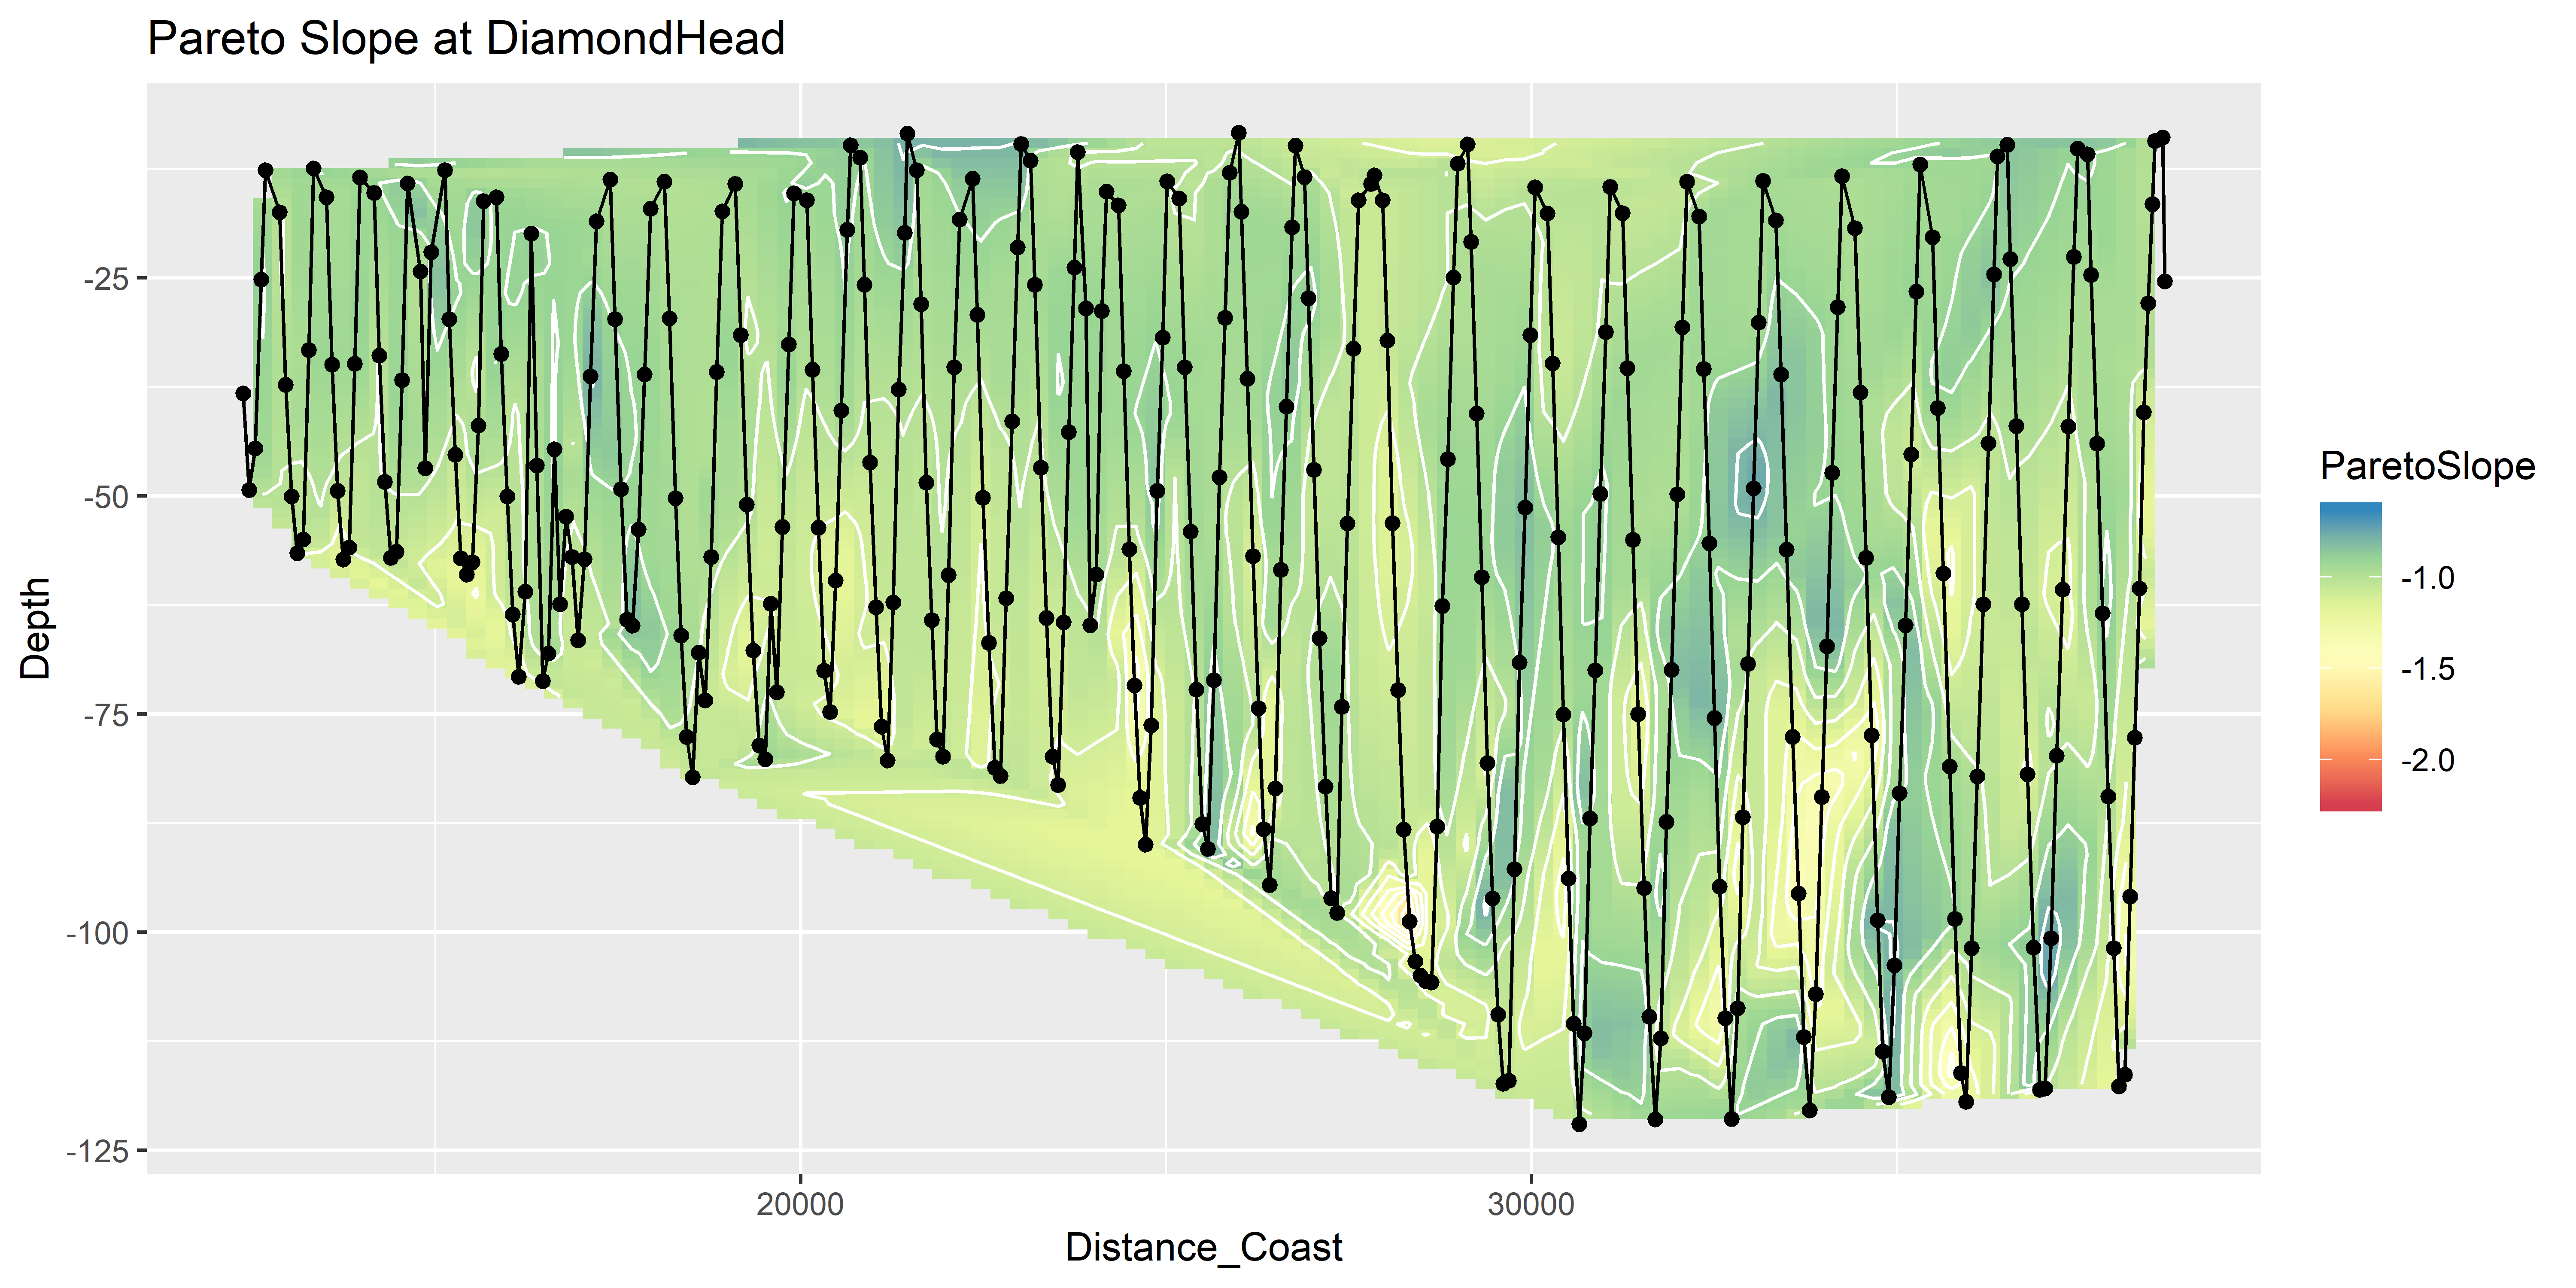 Pareto Slope at DiamondHead
Depth
-25
-50
-75
-100
-125
20000
30000
Distance_Coast
ParetoSlope
-1.0
-1.5
-2.0